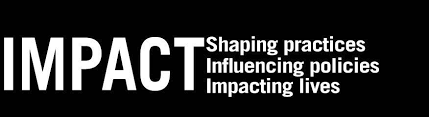 IMPACT
Shaping practices
Influencing policies
Impacting lives